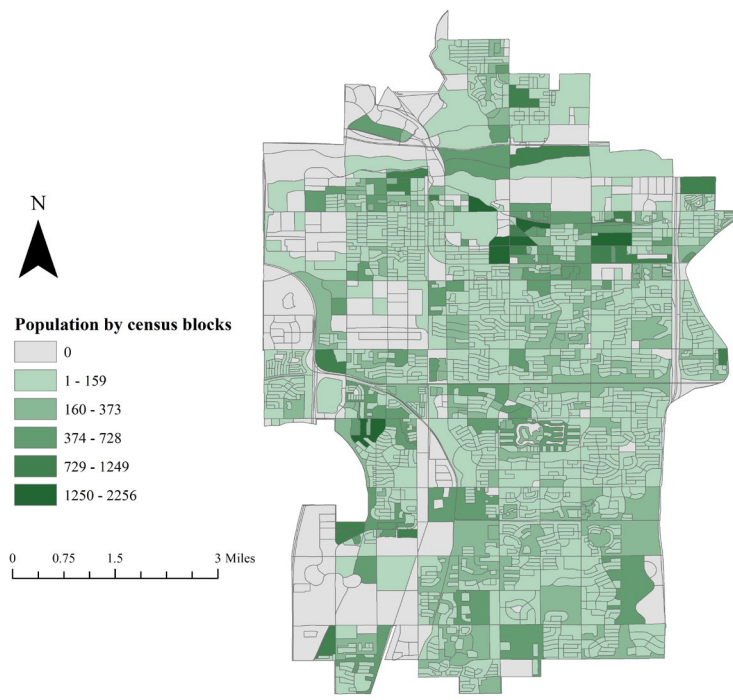 N
Population by census blocks
0
1 - 159
160 - 373
374 - 728
729 - 1249
1250 - 2256
0 0.75 1.5 3 Miles